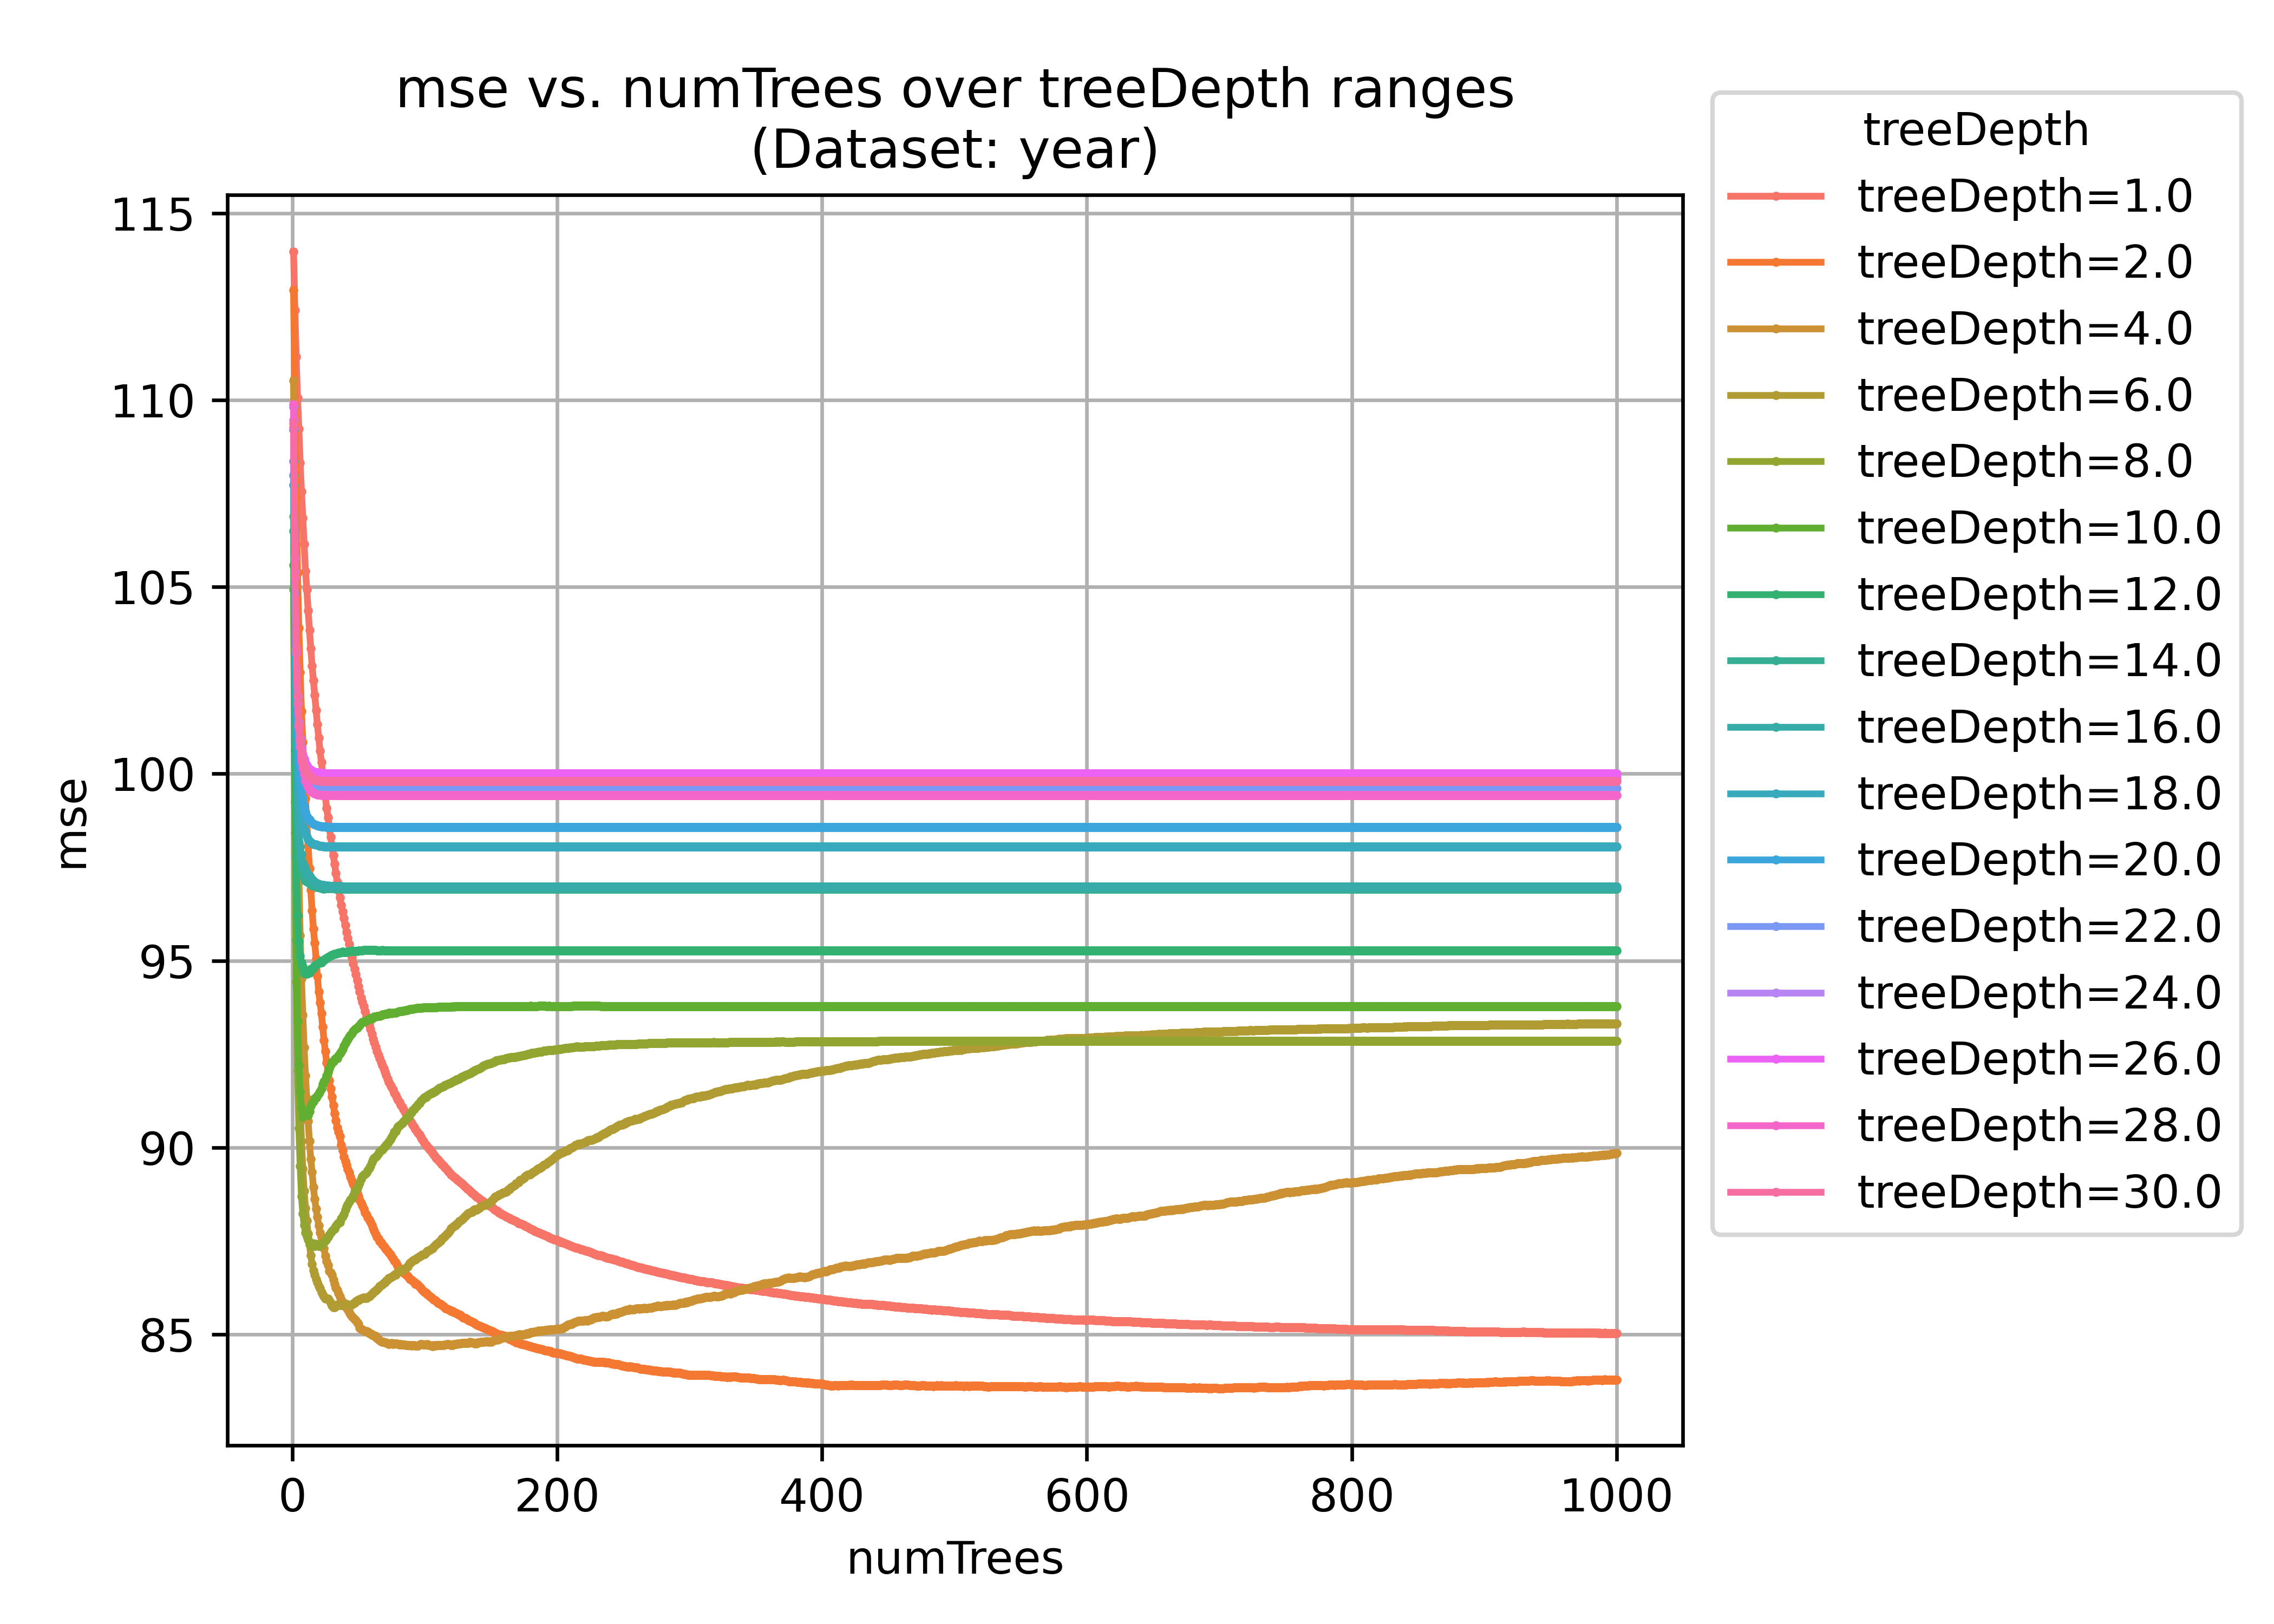 mse vs. numTrees over treeDepth ranges
(Dataset: year)
115
110
105
100
95
90
85
mse
0
200
400
600
800
1000
numTrees
treeDepth
treeDepth=1.0
treeDepth=2.0
treeDepth=4.0
treeDepth=6.0
treeDepth=8.0
treeDepth=10.0
treeDepth=12.0
treeDepth=14.0
treeDepth=16.0
treeDepth=18.0
treeDepth=20.0
treeDepth=22.0
treeDepth=24.0
treeDepth=26.0
treeDepth=28.0
treeDepth=30.0